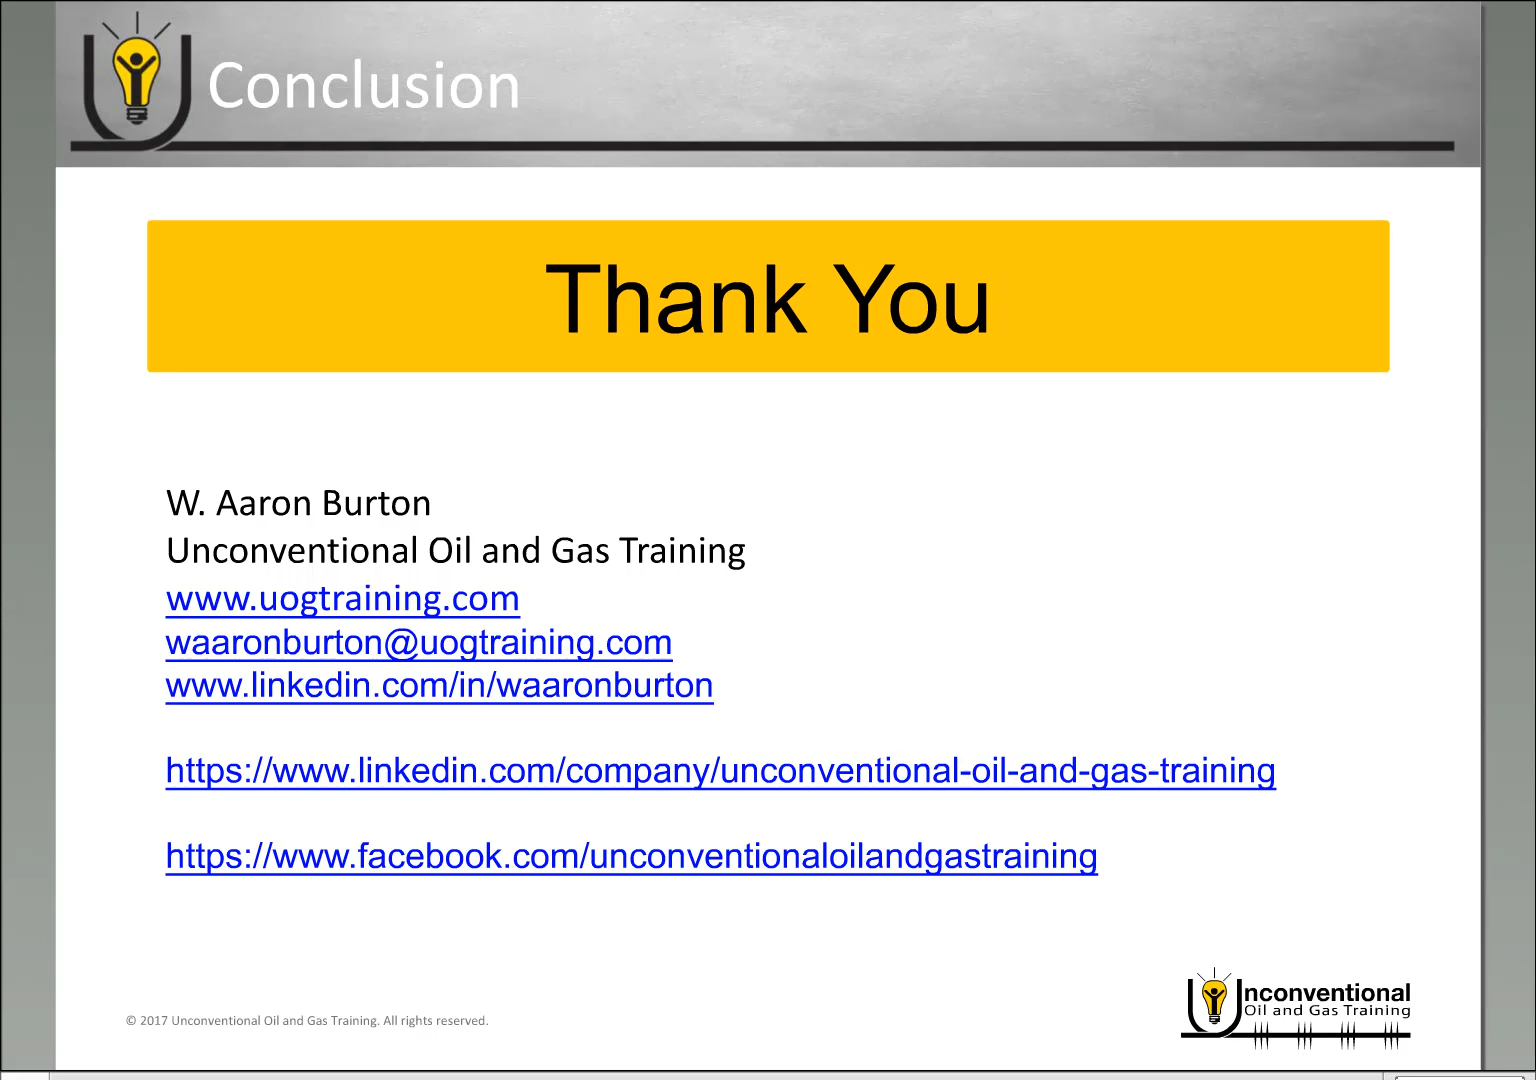 Conclusion
Thank You
W. Aaron Burton
Unconventional Oil and Gas Training
www.uogtraining.com
waaronburton@uogtraining.com
www.linkedin.com/in/waaronburton
https://www.linkedin.com/company/unconventional-oil-and-gas-training
https://www.facebook.com/unconventionaloilandgastraining
© 2017 Unconventional Oil and Gas Training. All rights reserved.
Unconventional
Oil and Gas Training